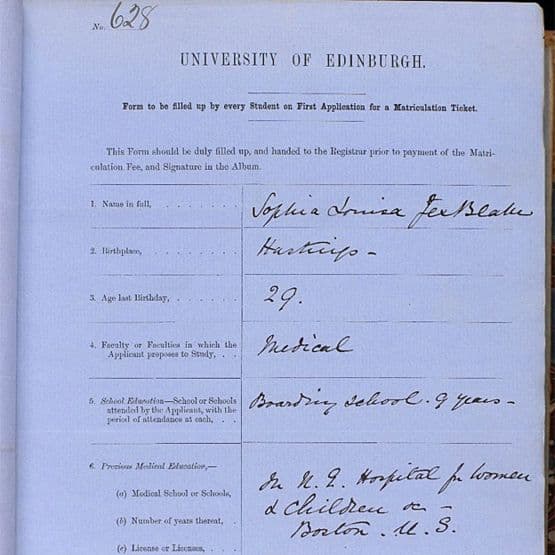 No. 628
UNIVERSITY OF EDINBURGH.
Form to be filled up by every Student on First Application for a Matriculation Ticket.
This Form should be duly filled up, and handed to the Registrar prior to payment of the Matri-
culation Fee, and Signature in the Album.
1. Name in full, . . . . . . . Sophia Louisa Jex Blake
2. Birthplace, . . . . . . . . Hastings -
3. Age last Birthday, . . . . . . 29.
4. Faculty or Faculties in which the
Applicant proposes to Study, . . Medical
5. School Education—School or Schools
attended by the Applicant, with the
period of attendance at each, . . Boarding School. 9 years -
6. Previous Medical Education,—
(a) Medical School or Schools,
(b) Number of years thereat, .
(c) License or Licenses, . . .
In N. E. Hospital for Women
& Children -
Boston. U. S.